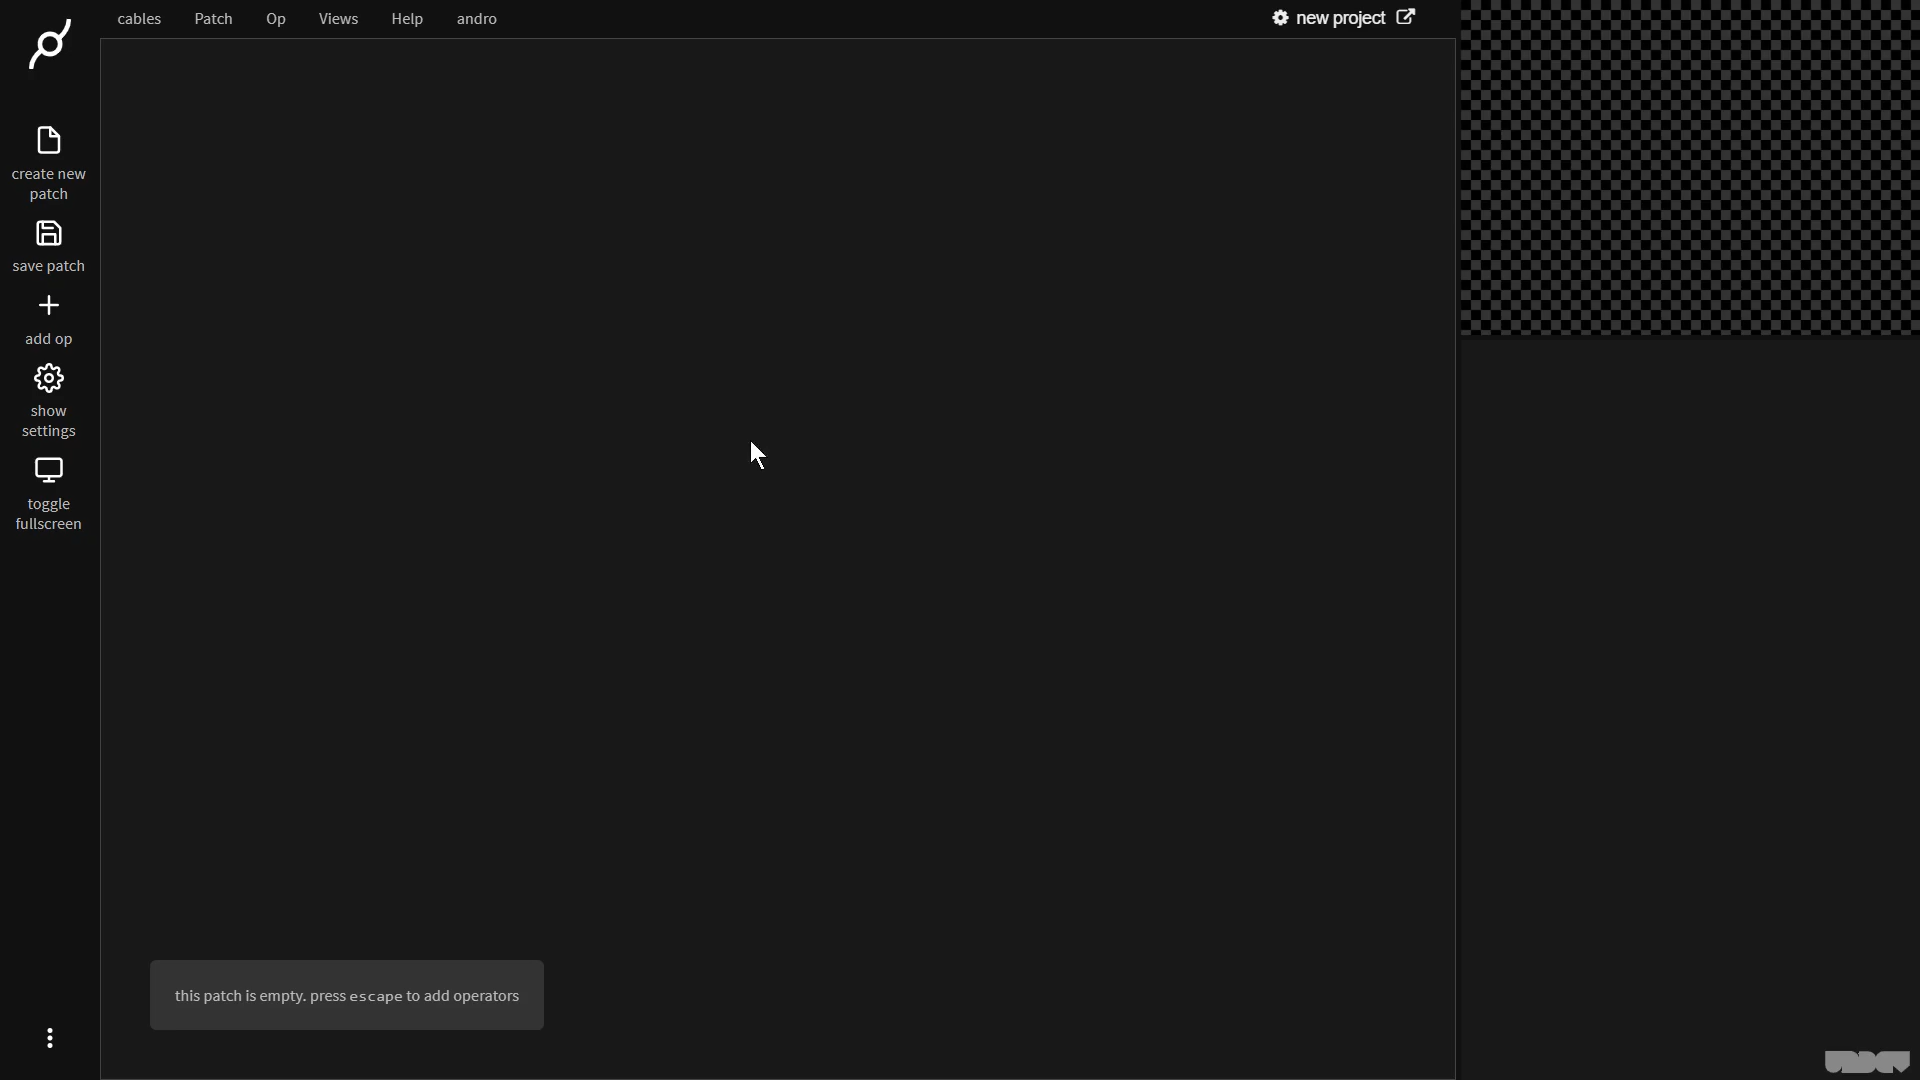 cables Patch Op Views Help andro
new project
create new
patch
save patch
add op
show
settings
toggle
fullscreen
this patch is empty. press escape to add operators